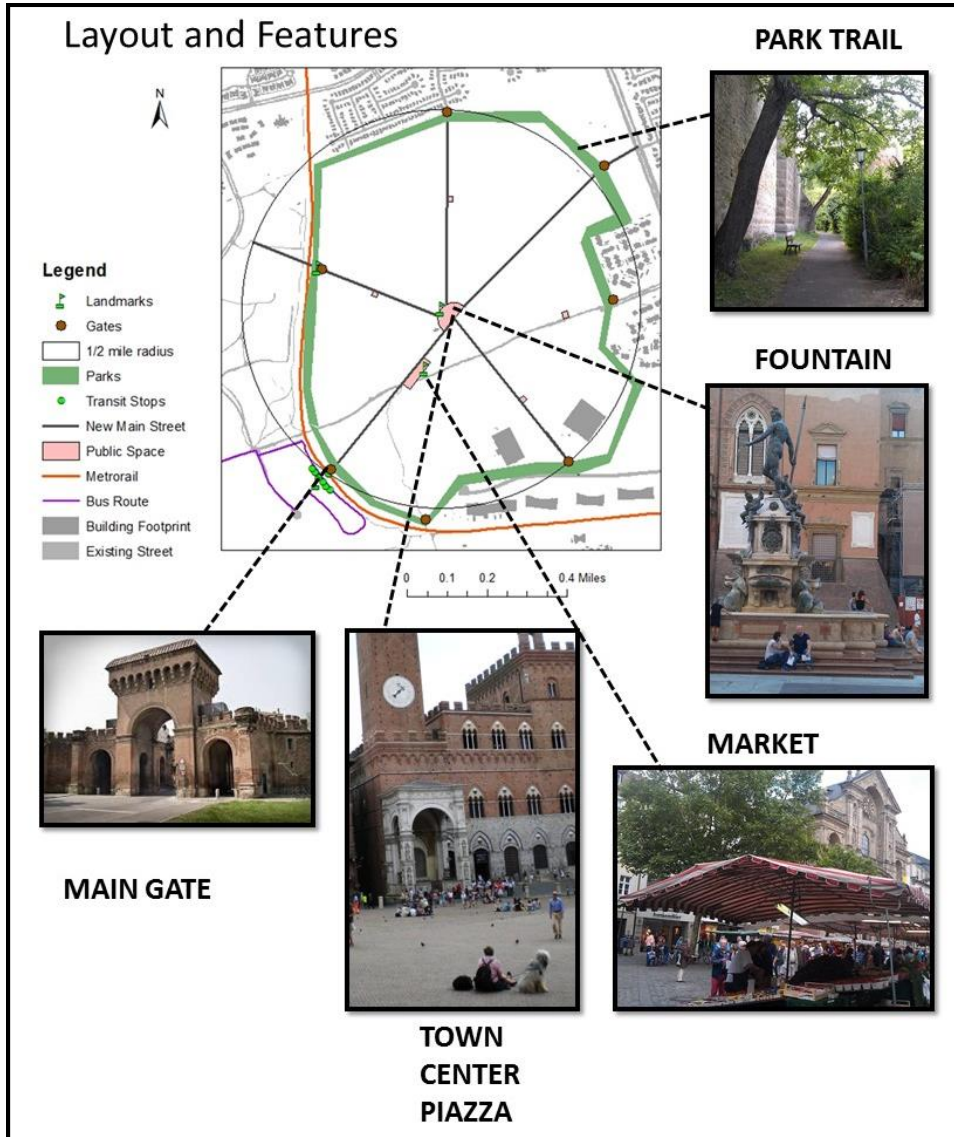 Layout and Features
PARK TRAIL
N
Legend
Landmarks
Gates
1/2 mile radius
Parks
Transit Stops
New Main Street
Public Space
Metrorail
Bus Route
Building Footprint
Existing Street
0 0.1 0.2 0.4 Miles
FOUNTAIN
MARKET
MAIN GATE
TOWN
CENTER
PIAZZA